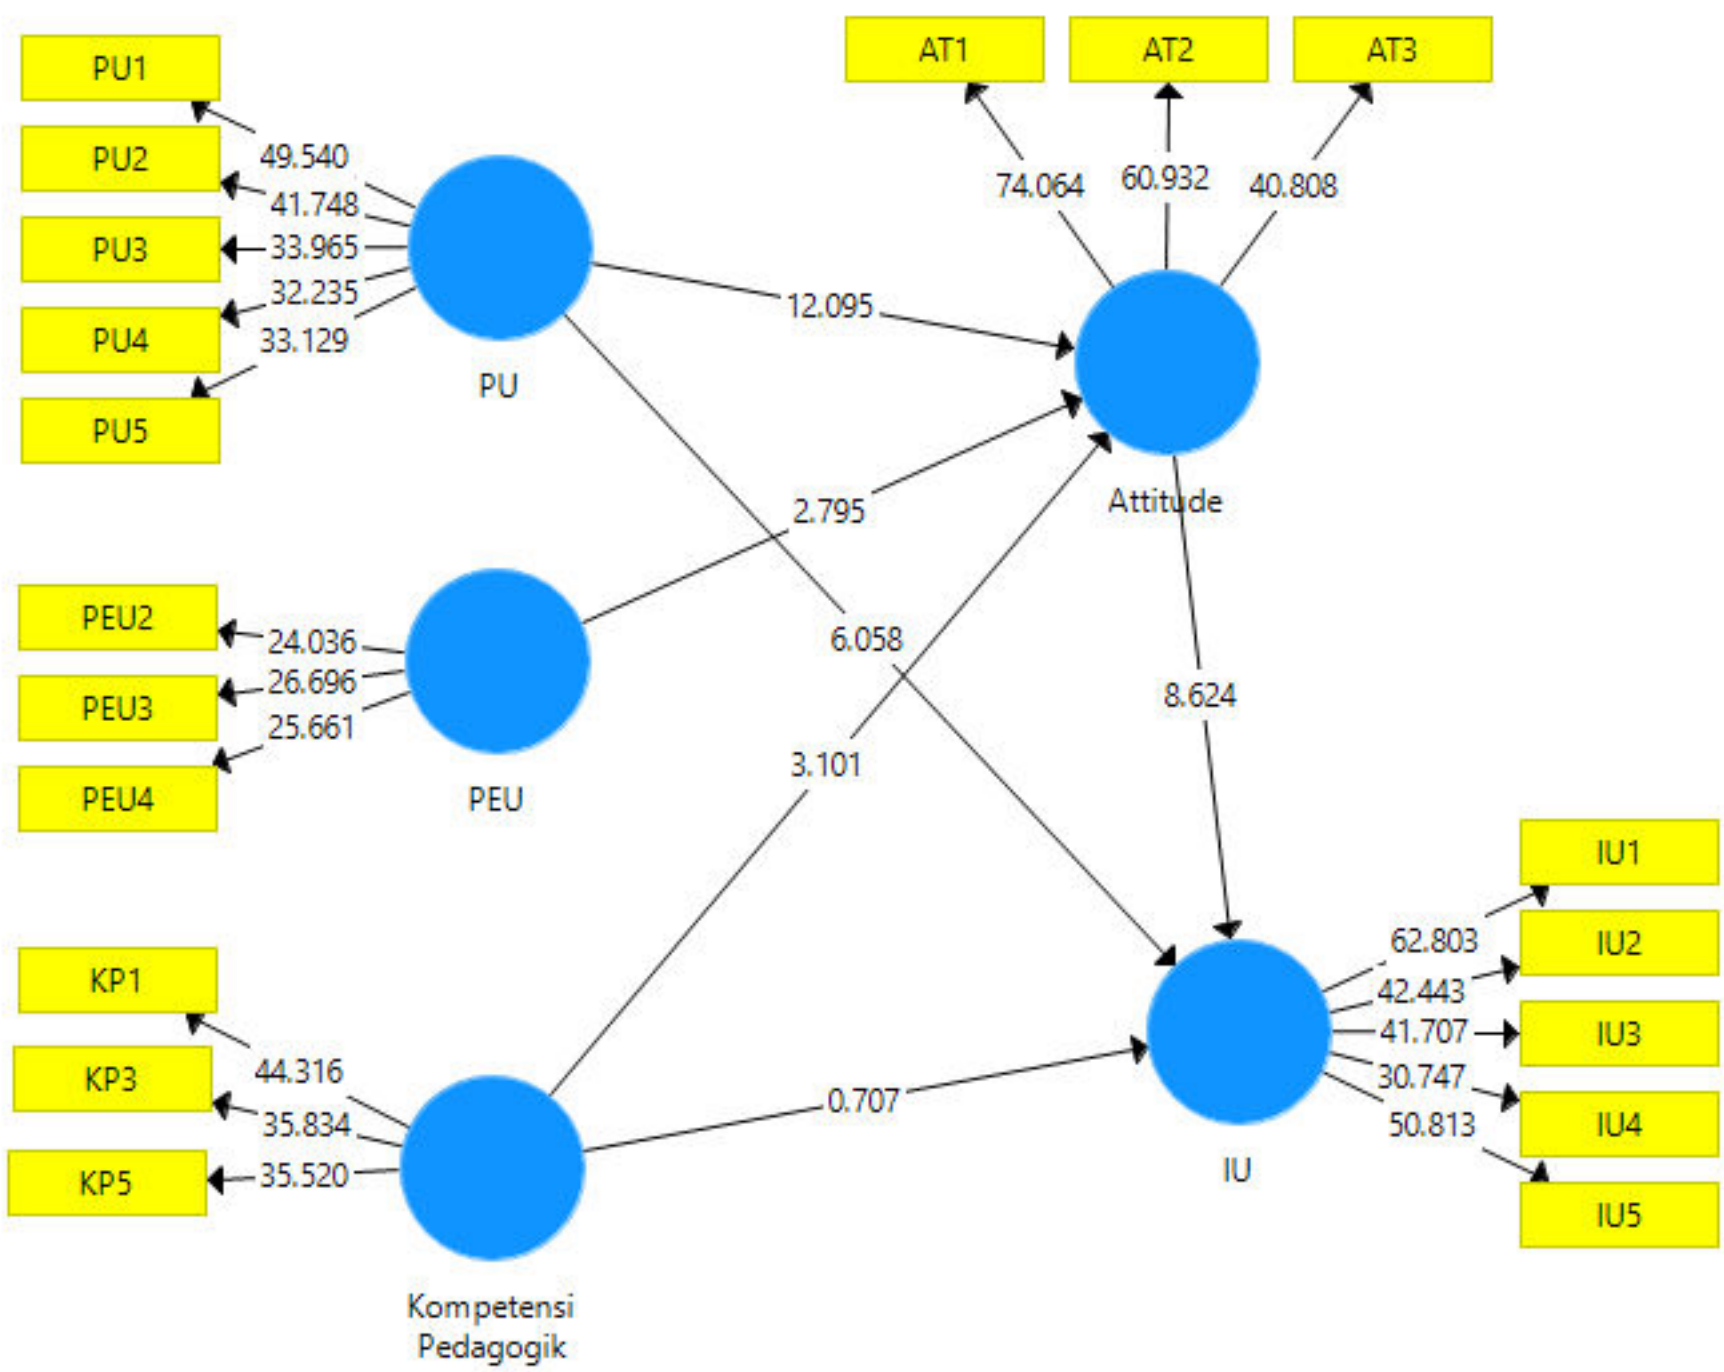 PU1
PU2
PU3
PU4
PU5
49.540
41.748
33.965
32.235
33.129
PU
AT1
AT2
AT3
74.064
60.932
40.808
Attitude
12.095
2.795
6.058
3.101
8.624
0.707
PEU2
PEU3
PEU4
24.036
26.696
25.661
PEU
KP1
KP3
KP5
44.316
35.834
35.520
Kompetensi
Pedagogik
IU1
IU2
IU3
IU4
IU5
62.803
42.443
41.707
30.747
50.813
IU